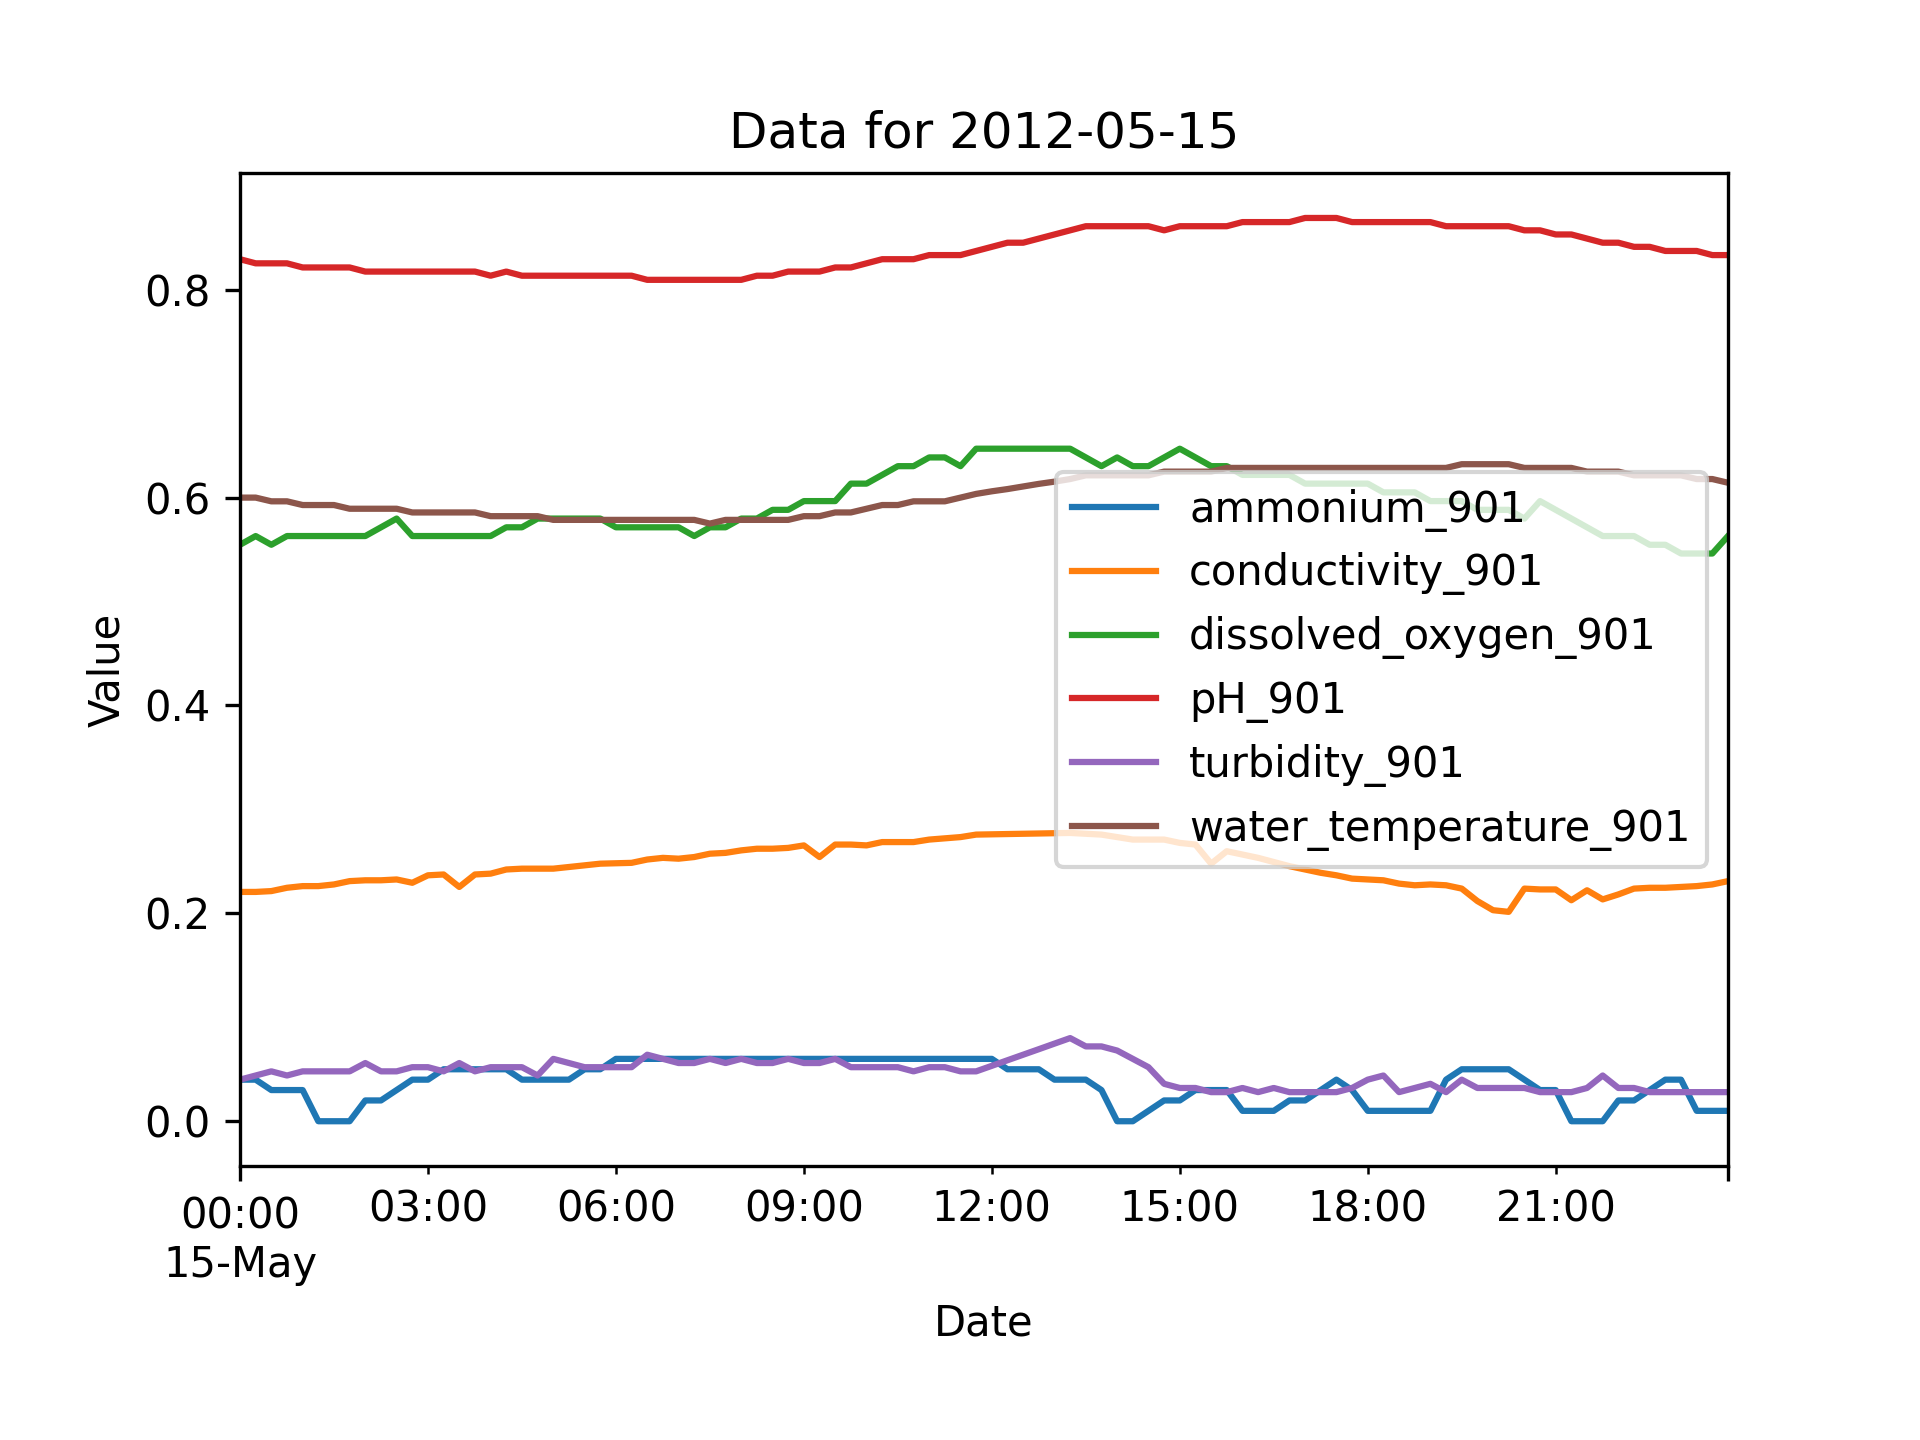 Data for 2012-05-15
Value
0.8
0.6
0.4
0.2
0.0
ammonium_901
conductivity_901
dissolved_oxygen_901
pH_901
turbidity_901
water_temperature_901
00:00 03:00 06:00 09:00 12:00 15:00 18:00 21:00
15-May
Date